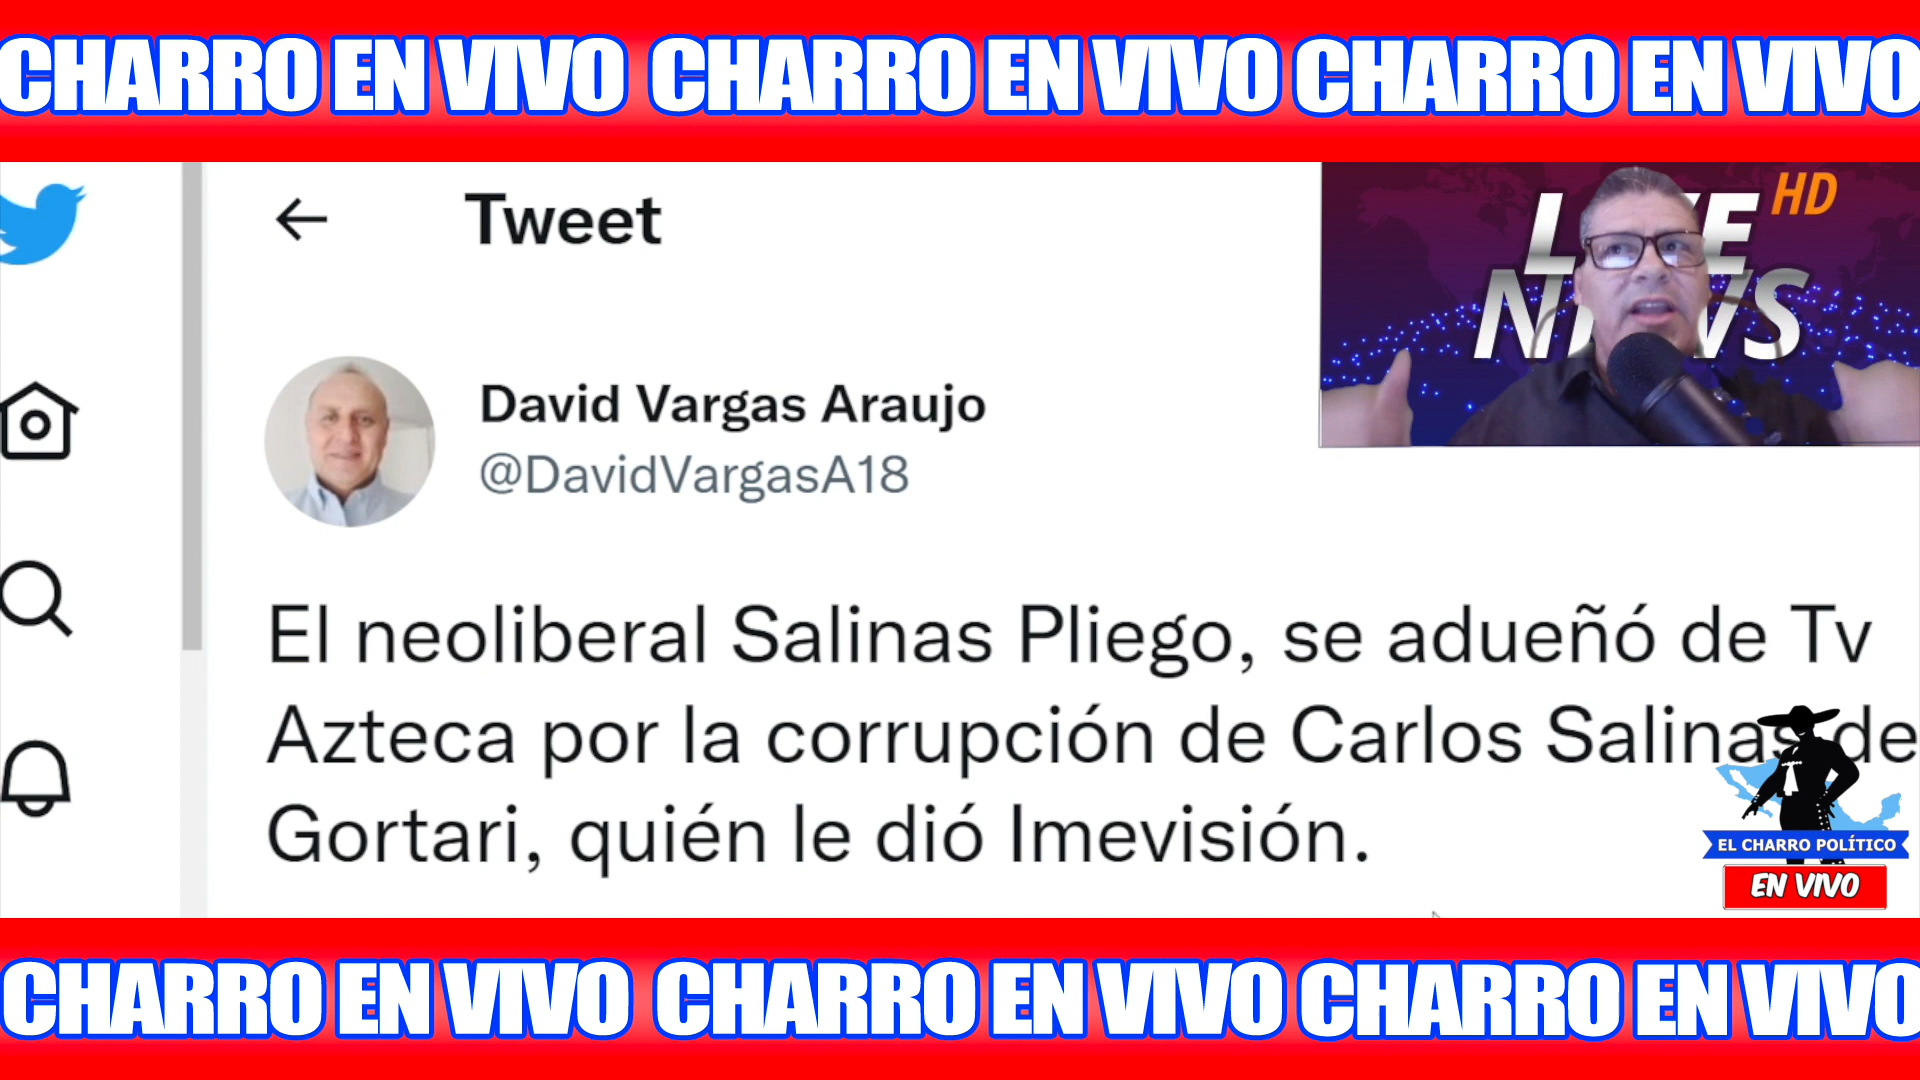 CHARRO EN VIVO CHARRO EN VIVO CHARRO EN VIVO
Tweet
LIVE HD
NEWS
David Vargas Araujo
@DavidVargasA18
El neoliberal Salinas Pliego, se adueñó de Tv
Azteca por la corrupción de Carlos Salinas de
Gortari, quién le dió Imevisión.
EL CHARRO POLÍTICO
EN VIVO
CHARRO EN VIVO CHARRO EN VIVO CHARRO EN VIVO